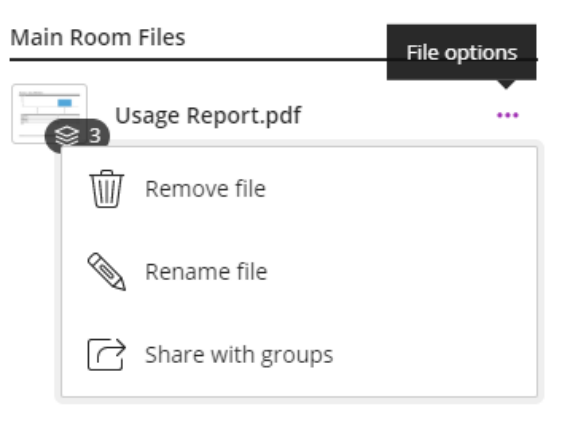 Main Room Files
File options
Usage Report.pdf
3
Remove file
Rename file
Share with groups